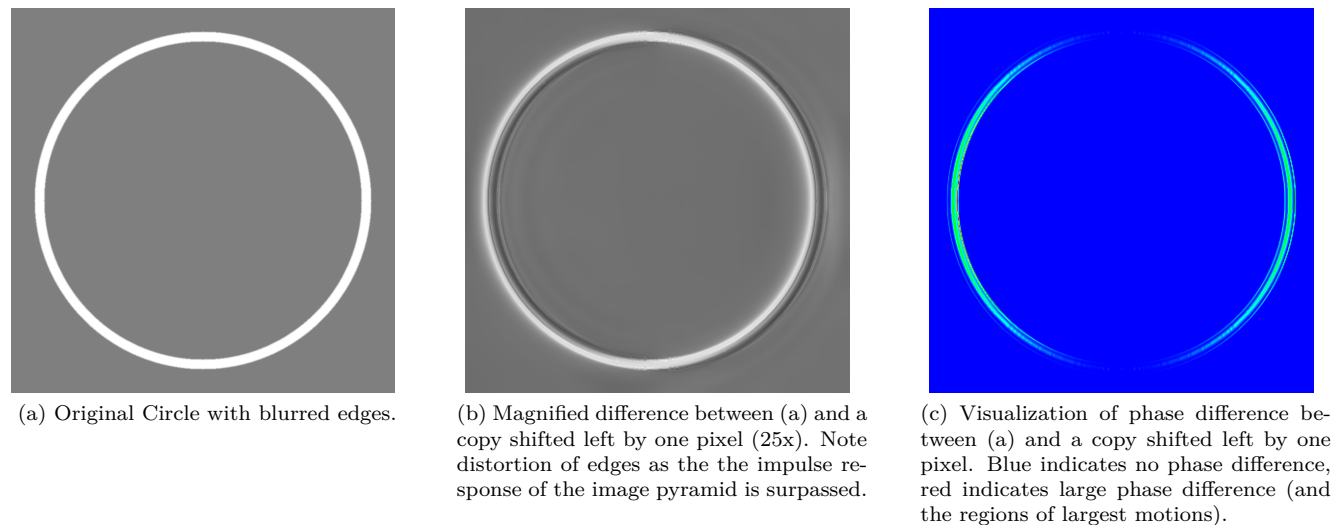 (a) Original Circle with blurred edges.
(b) Magnified difference between (a) and a
copy shifted left by one pixel (25x). Note
distortion of edges as the the impulse re-
sponse of the image pyramid is surpassed.
(c) Visualization of phase difference be-
tween (a) and a copy shifted left by one
pixel. Blue indicates no phase difference,
red indicates large phase difference (and
the regions of largest motions).